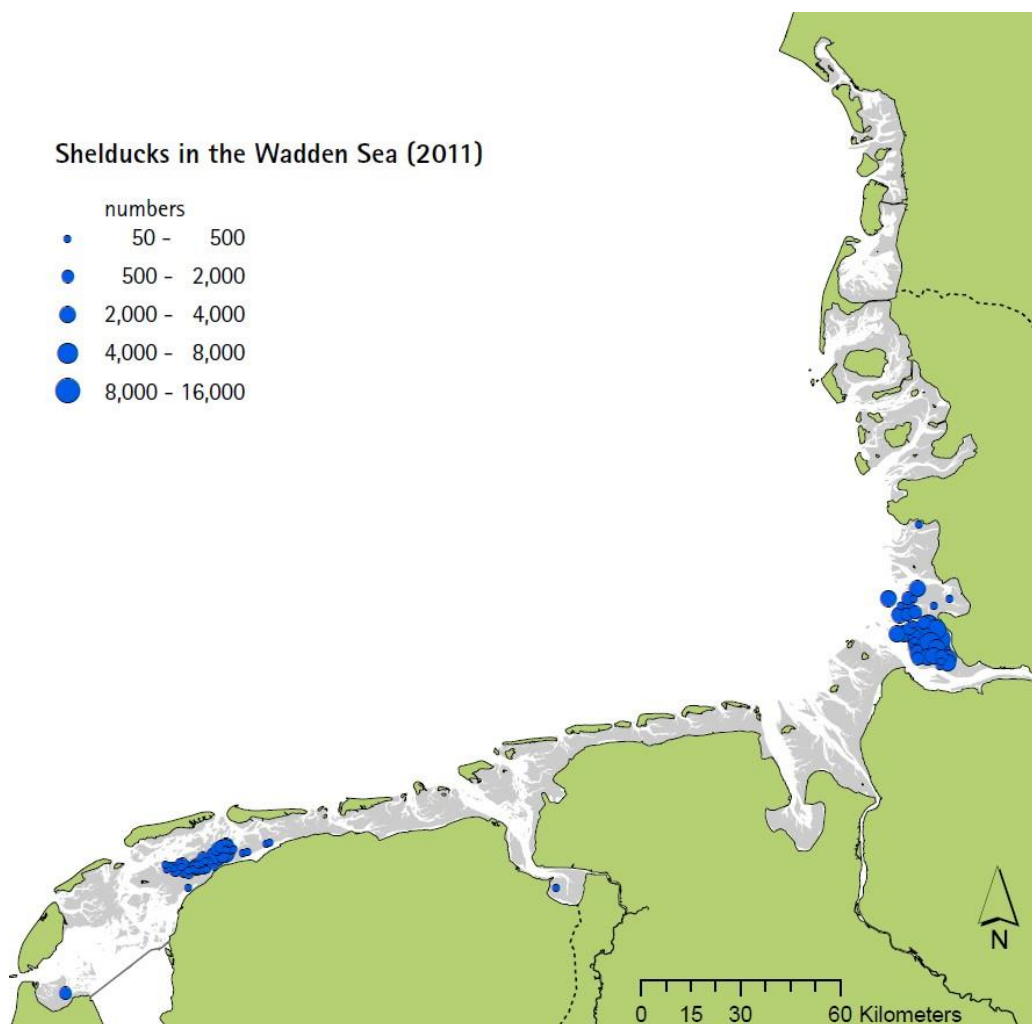 Shelducks in the Wadden Sea (2011)
numbers
50 - 500
500 - 2,000
2,000 - 4,000
4,000 - 8,000
8,000 - 16,000
N
0 15 30 60 Kilometers